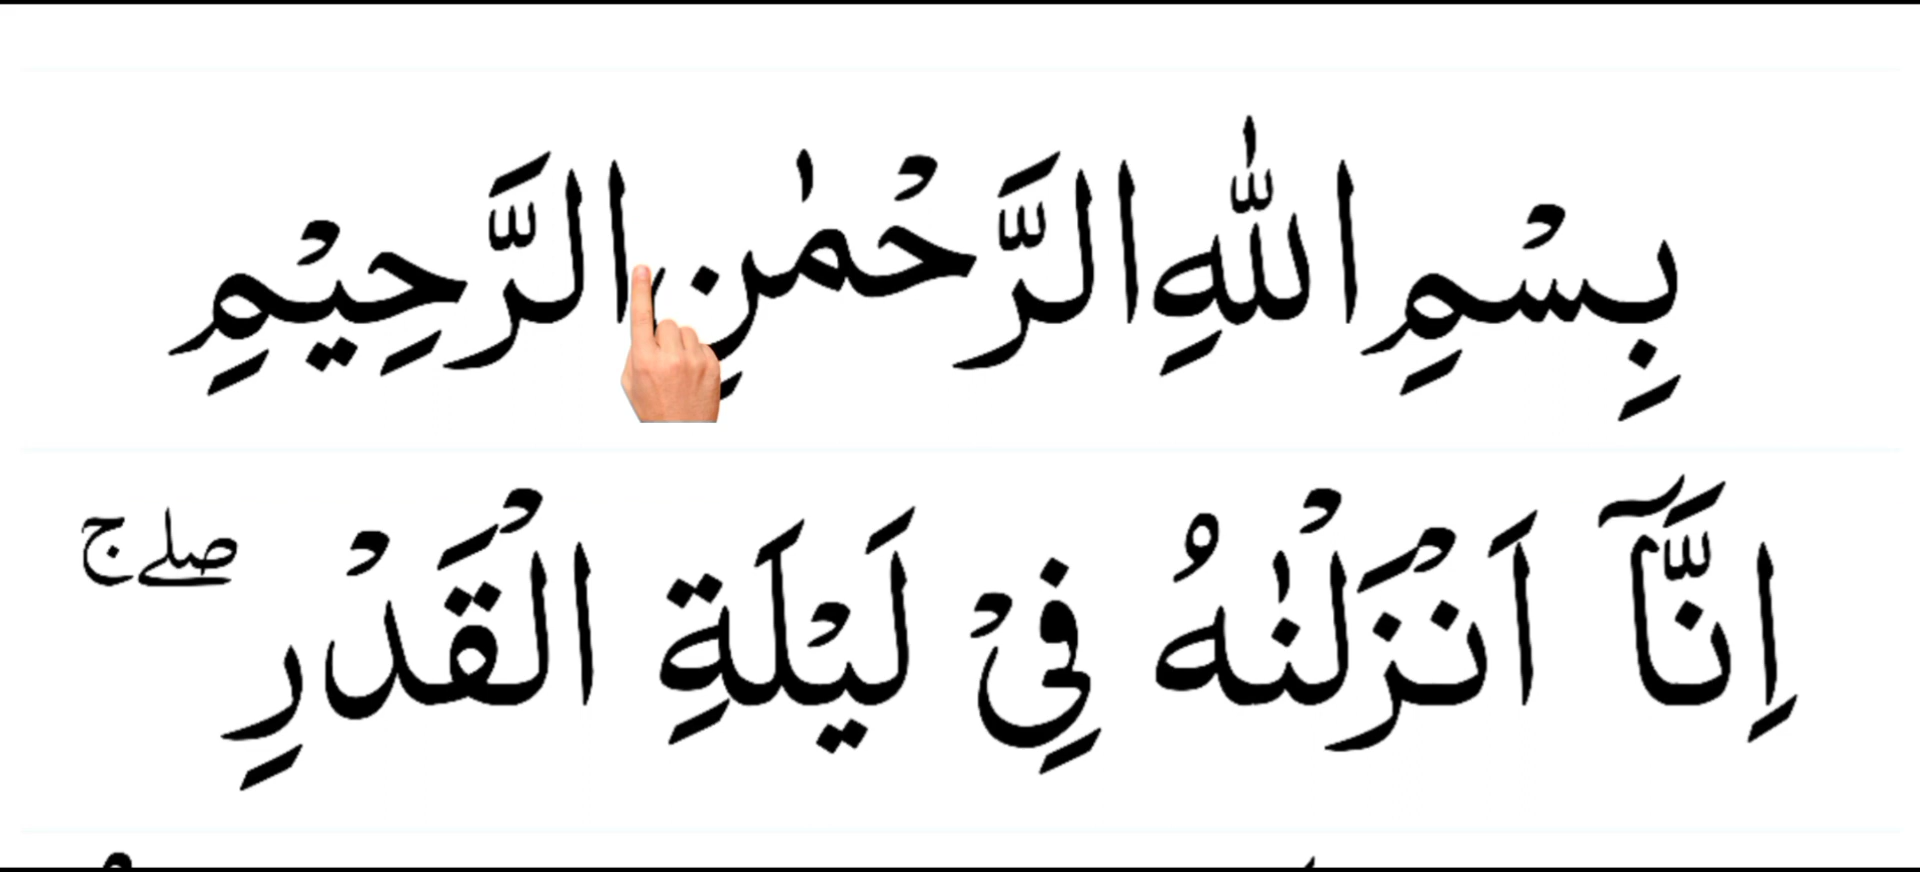 بِسْمِ اللّٰهِ الرَّحْمٰنِ الرَّحِيْمِ
اِنَّاۤ اَنْزَلْنٰهُ فِيْ لَيْلَةِ الْقَدْرِ صلے ج